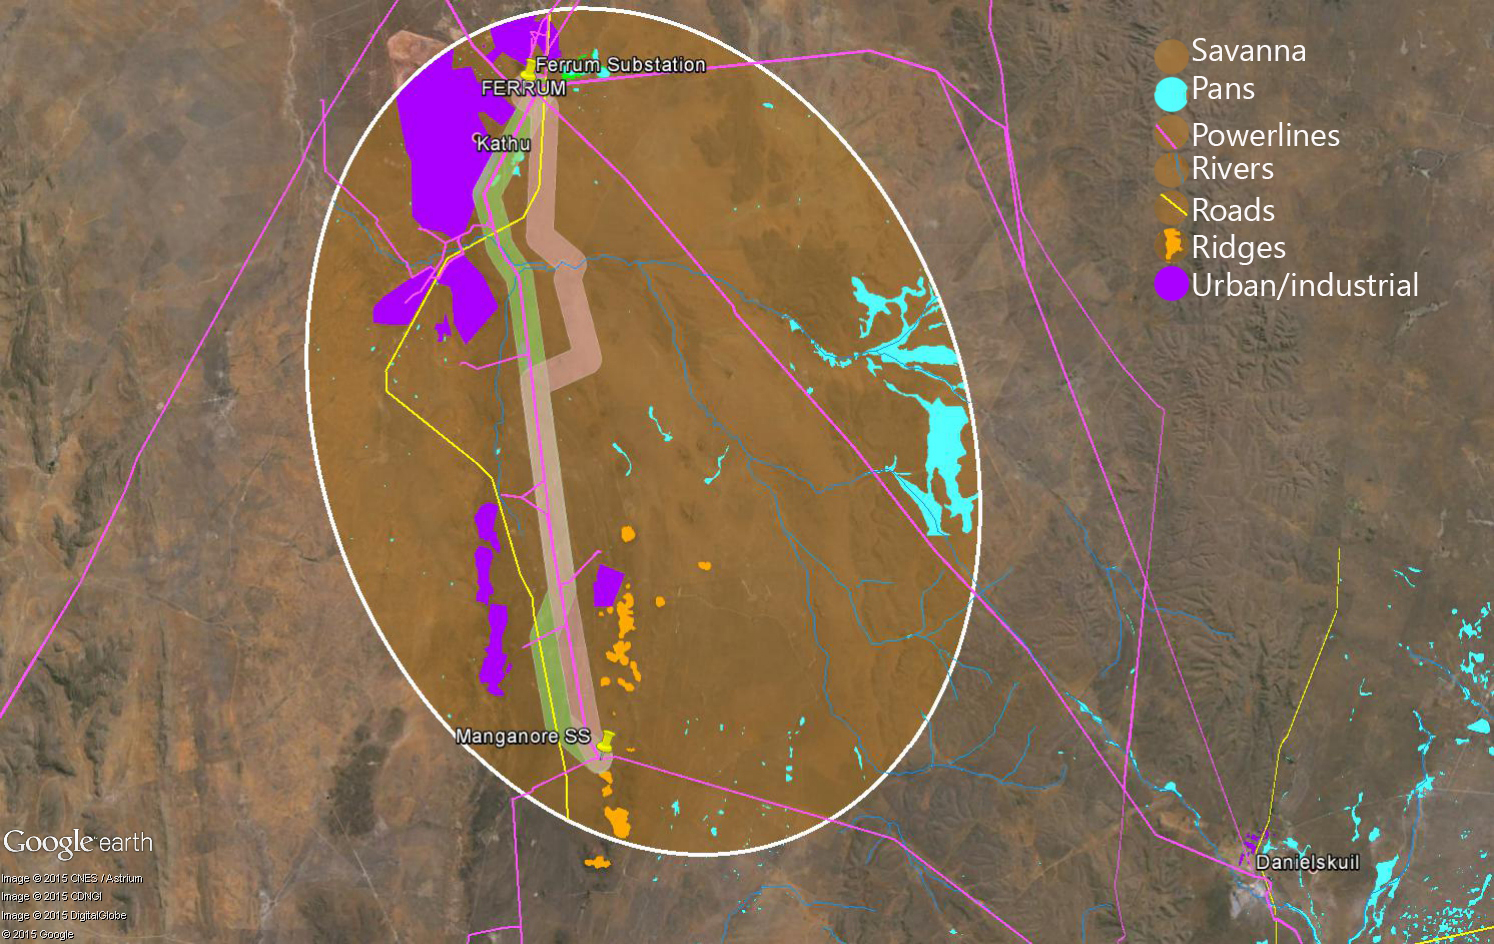 Ferrum Substation
FERRUM
Kathu
Manganore SS
Danielskuil
Savanna
Pans
Powerlines
Rivers
Roads
Ridges
Urban/industrial
Google earth
Image © 2015 CNES / Astrium
Image © 2015 CDNGI
Image © 2015 DigitalGlobe
© 2015 Google